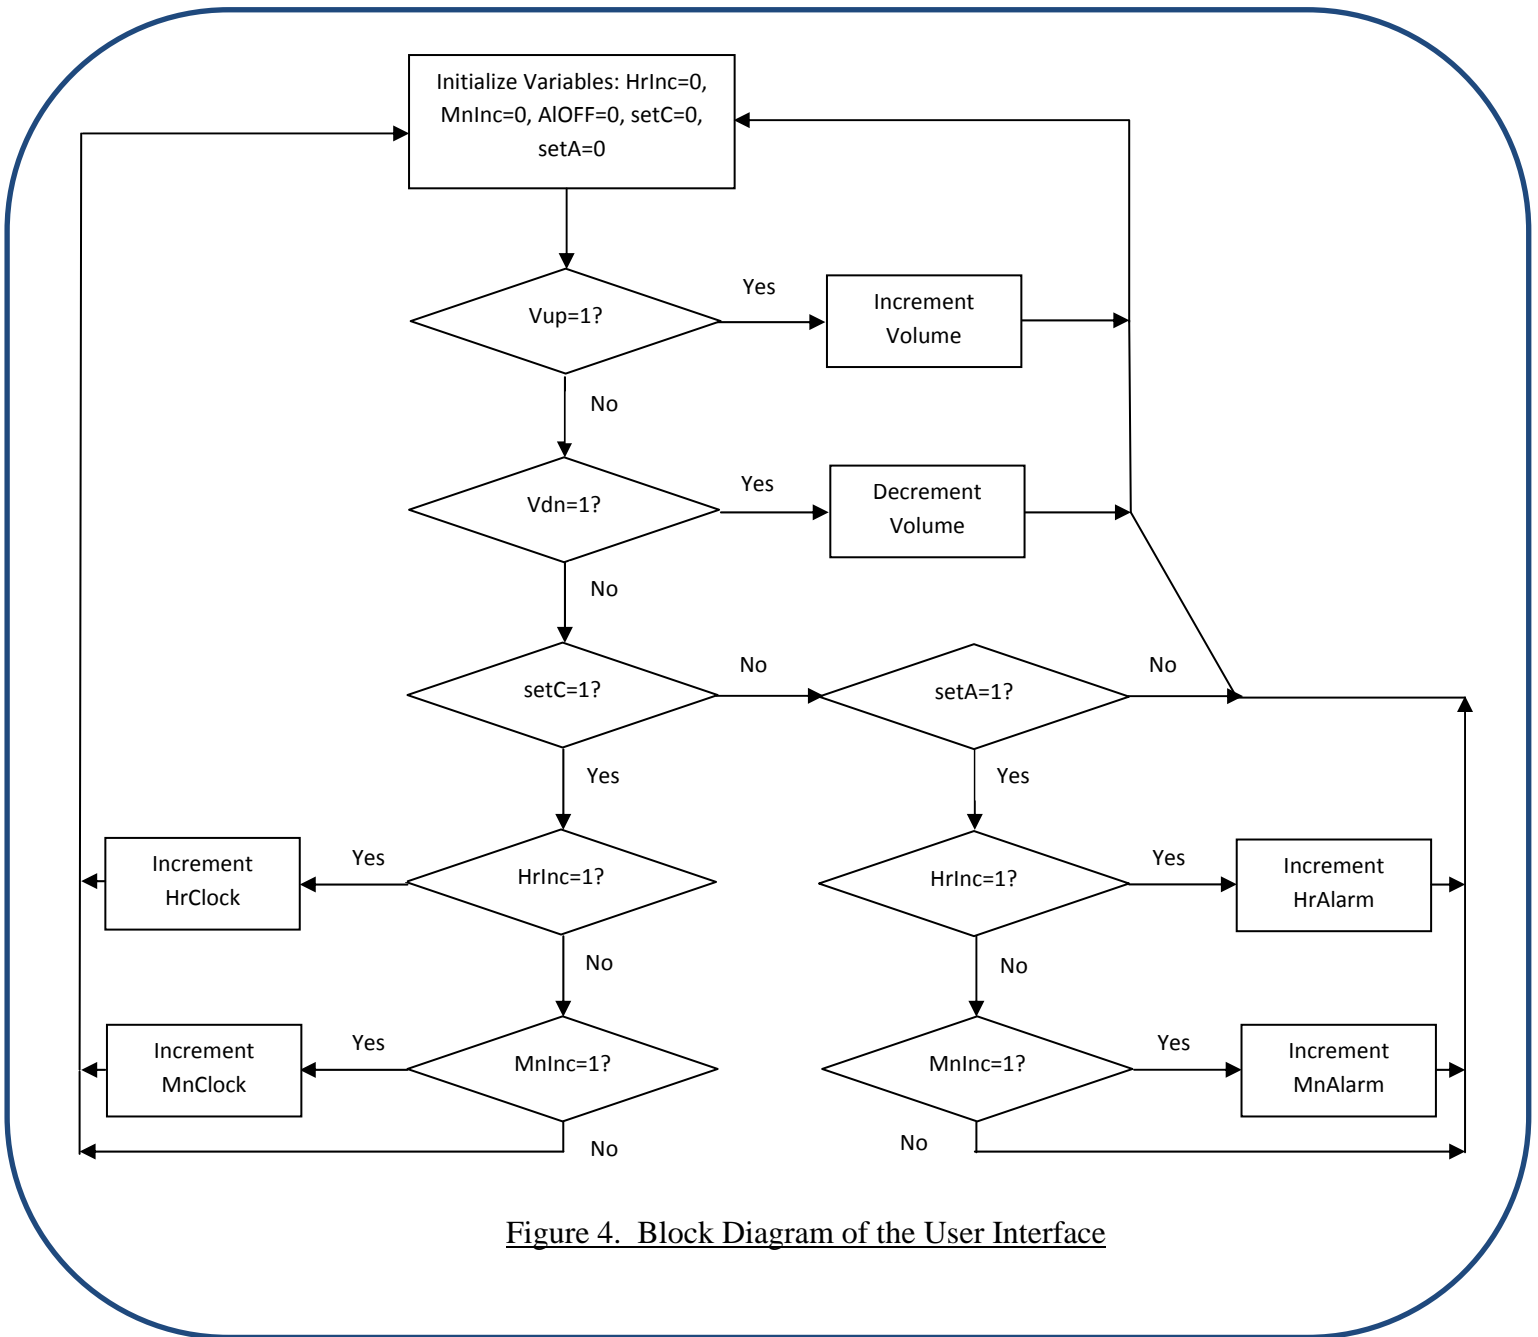 Initialize Variables: HrInc=0,
MnInc=0, AlOFF=0, setC=0,
setA=0
Vup=1?
Yes
Increment
Volume
No
Vdn=1?
Yes
Decrement
Volume
No
setC=1?
No
setA=1?
No
Yes
Yes
Increment
HrClock
Yes
HrInc=1?
HrInc=1?
Yes
Increment
HrAlarm
No
No
Increment
MnClock
Yes
MnInc=1?
MnInc=1?
Yes
Increment
MnAlarm
No
No
Figure 4.  Block Diagram of the User Interface